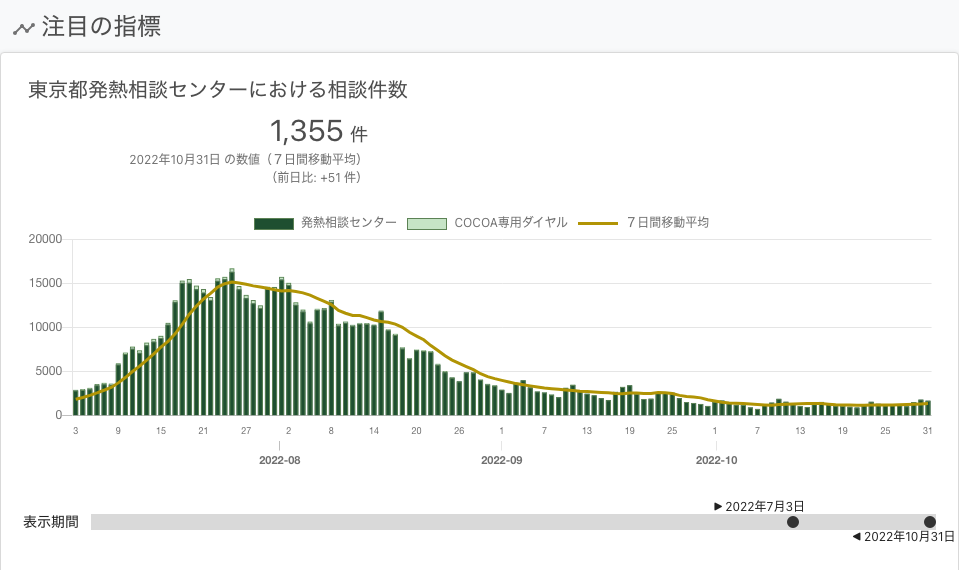 注目の指標
東京都発熱相談センターにおける相談件数
1,355 件
2022年10月31日 の数値（７日間移動平均）
（前日比: +51 件）
発熱相談センター COCOA専用ダイヤル ７日間移動平均
20000
15000
10000
5000
0
3 9 15 21 27 2 8 14 20 26 1 7 13 19 25 1 7 13 19 25 31
2022-08 2022-09 2022-10
2022年7月3日
表示期間
2022年10月31日